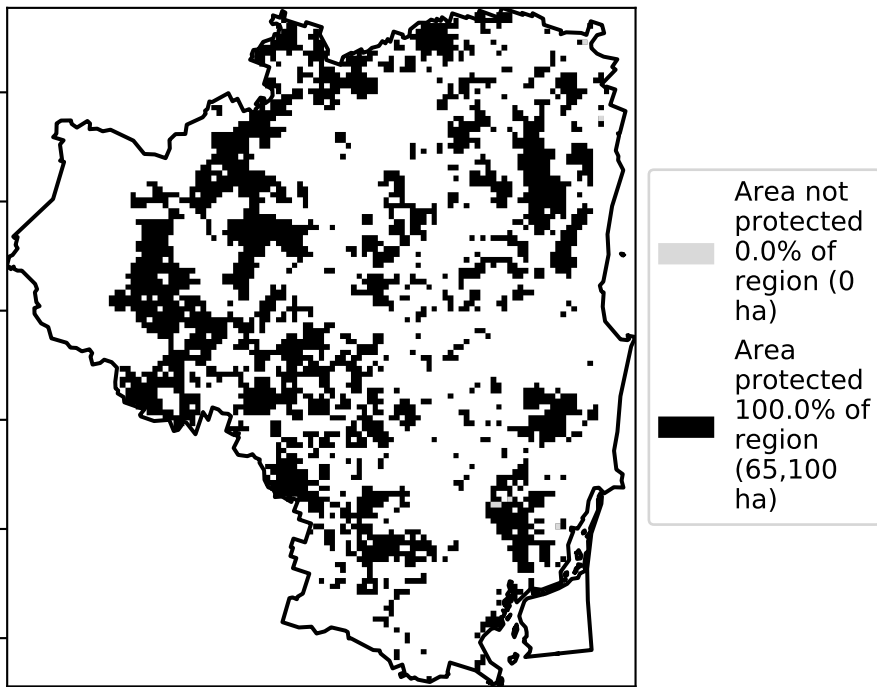 Area not
protected
0.0% of
region (0
ha)
Area
protected
100.0% of
region
(65,100
ha)